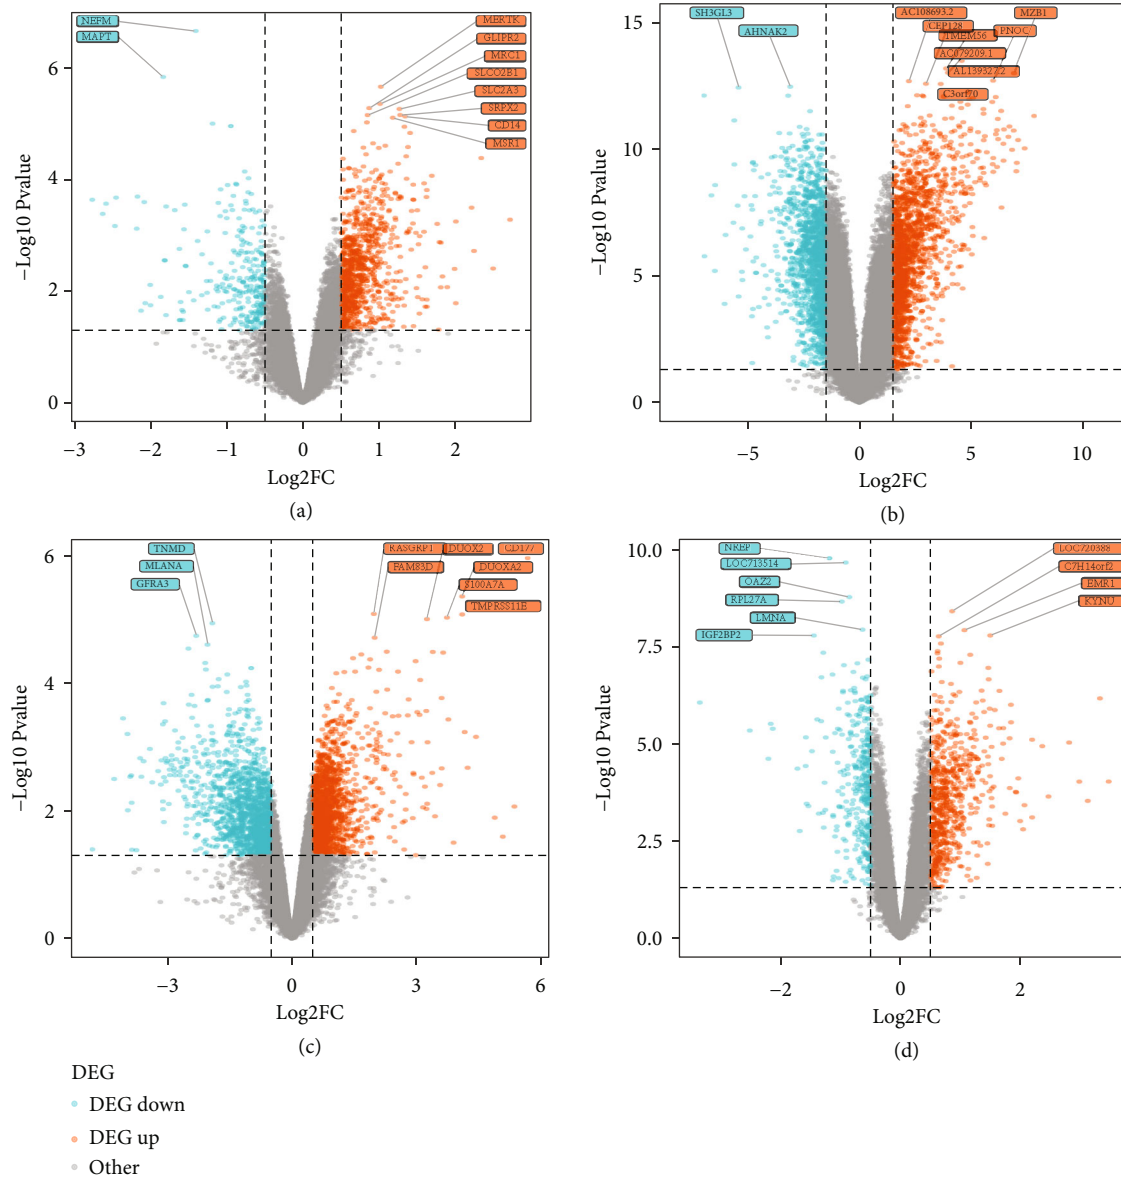 NEFM
MAPT
MERTK
GLIPR2
MRC1
SLCO2B1
SLC2A3
SRPX2
CD14
MSR1
6
4
2
0
−Log10 Pvalue
−3
−2
−1
0
1
2
Log2FC
(a)
SH3GL3
AHNAK2
AC108693.2
MZB1
CEP128
TMEM56
PNOC
AC079209.1
AL139327.2
C3orf70
15
10
5
0
−Log10 Pvalue
−5
0
5
10
Log2FC
(b)
TNMD
MLANA
GFRA3
RASGRP1
DUOX2
CD177
FAM83D
DUOXA2
S100A7A
TMPRSS11E
6
4
2
0
−Log10 Pvalue
−3
0
3
6
Log2FC
(c)
NREP
LOC713514
OAZ2
RPL27A
LMNA
IGF2BP2
LOC720388
C7H14orf2
EMR1
KYNU
10.0
7.5
5.0
2.5
0.0
−Log10 Pvalue
−2
0
2
Log2FC
(d)
DEG
DEG down
DEG up
Other